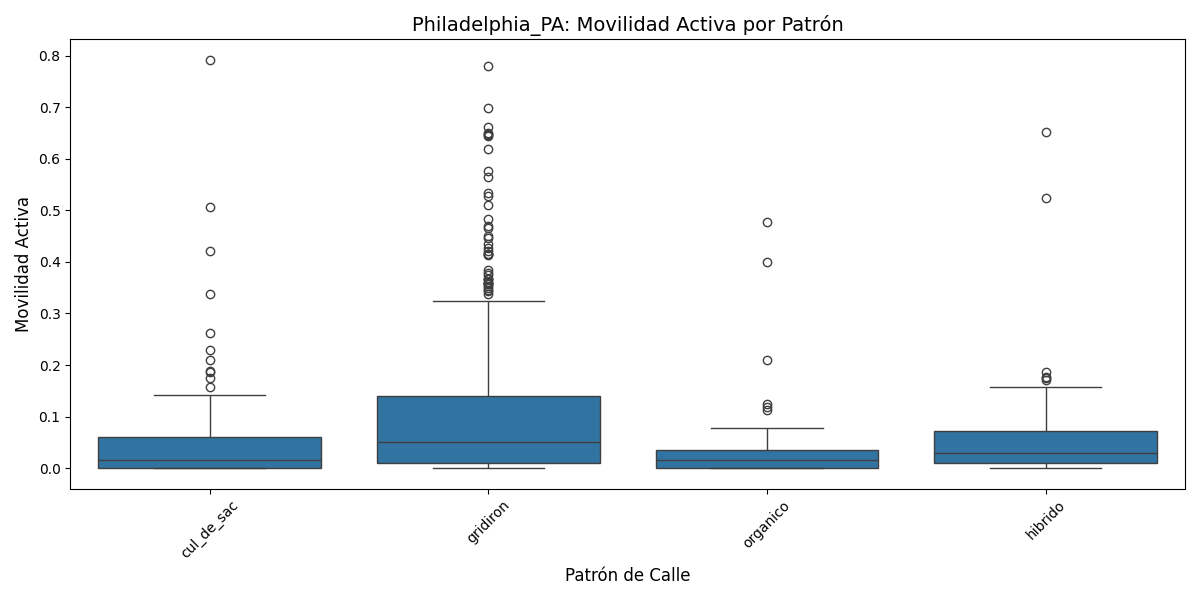 Philadelphia_PA: Movilidad Activa por Patrón
Movilidad Activa
0.8
0.7
0.6
0.5
0.4
0.3
0.2
0.1
0.0
cul_de_sac
gridiron
organico
hibrido
Patrón de Calle